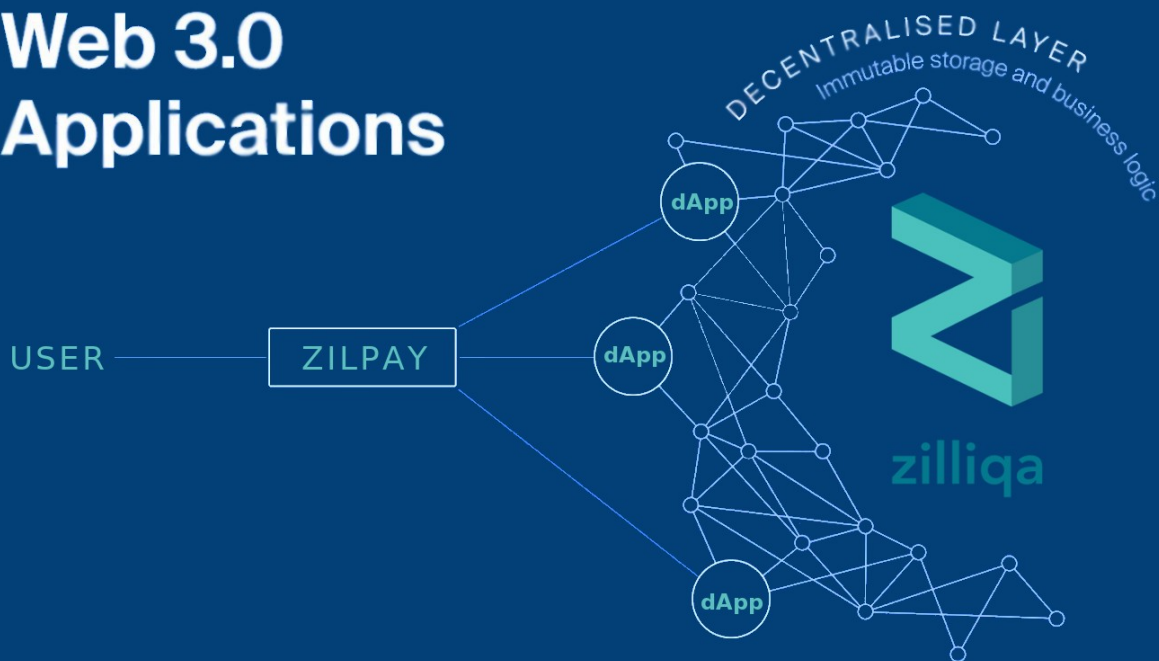 Web 3.0
Applications
DECENTRALISED LAYER
Immutable storage and business logic
dApp
USER
ZILPAY
dApp
zilliqa
dApp